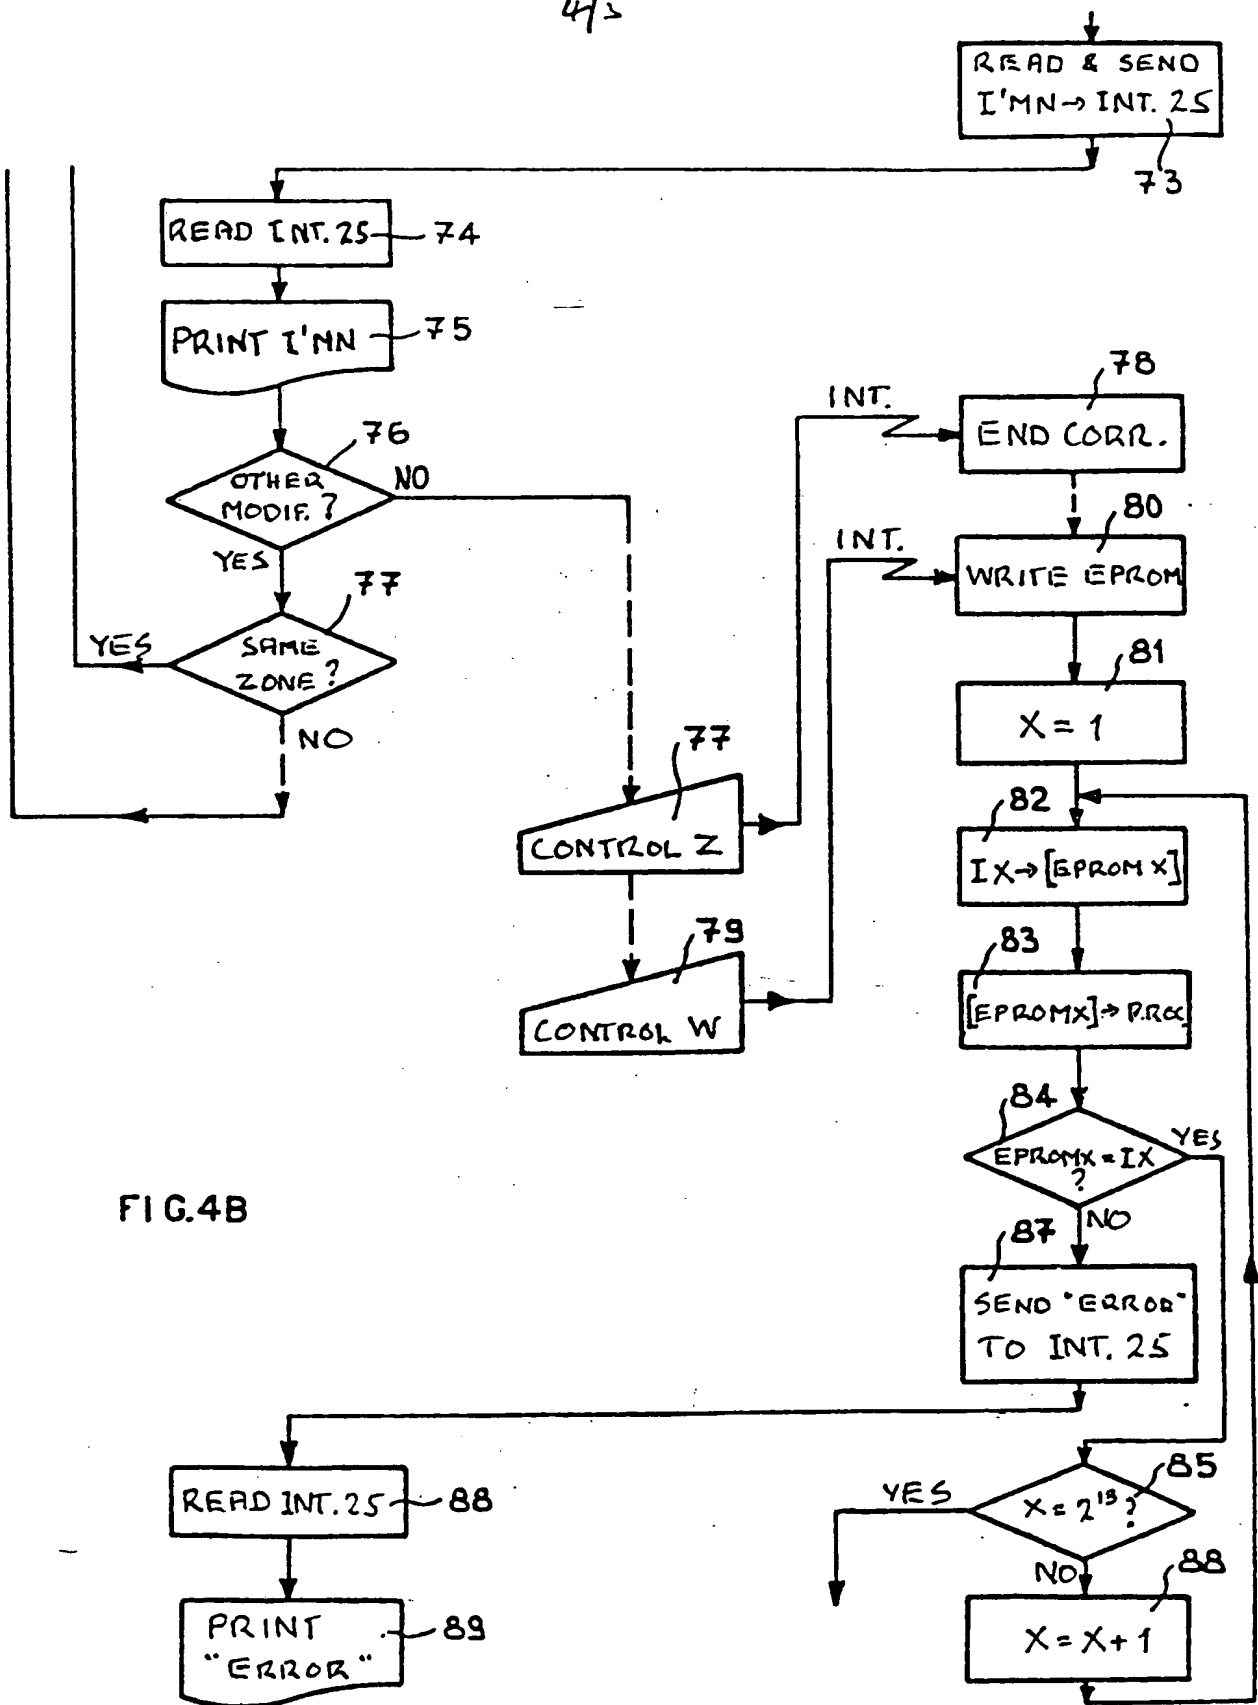 READ & SEND
I'MN→ INT. 25
73
READ INT. 25
74
PRINT I'MN
75
76
OTHER
MODIF. ?
NO
YES
77
SAME
ZONE ?
YES
NO
INT.
78
END CORR.
INT.
80
WRITE EPROM
81
X = 1
77
CONTROL Z
82
IX→[EPROM X]
79
CONTROL W
83
[EPROMX]→PROC
84
EPROMX = IX
?
YES
NO
FIG.4B
87
SEND "ERROR"
TO INT. 25
READ INT. 25
88
85
X = 2¹³ ?
YES
NO
88
X = X + 1
PRINT
"ERROR"
89